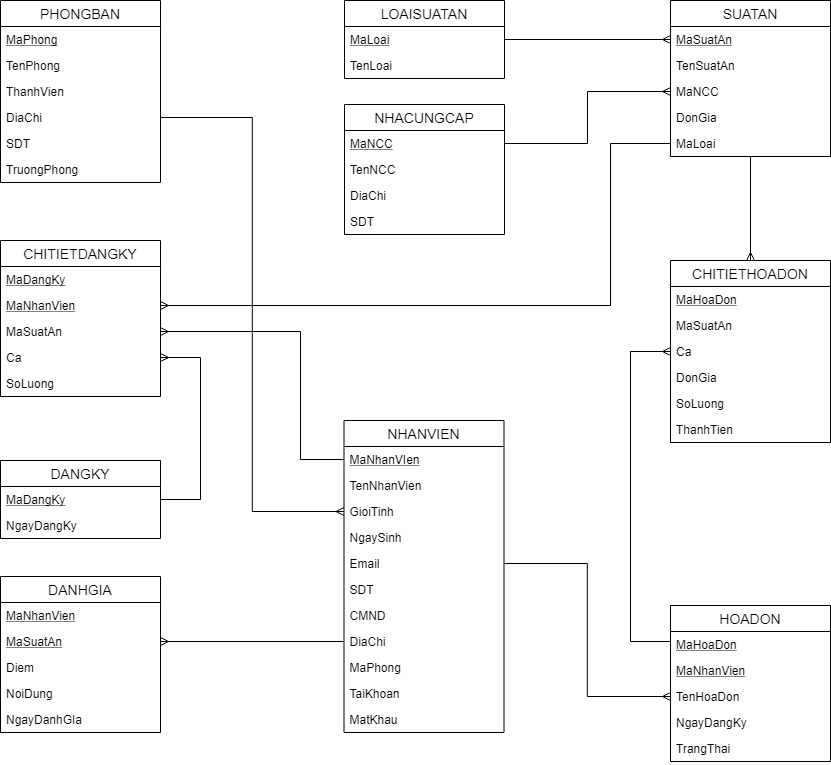 PHONGBAN
MaPhong
TenPhong
ThanhVien
DiaChi
SDT
TruongPhong
LOAISUATAN
MaLoai
TenLoai
SUATAN
MaSuatAn
TenSuatAn
MaNCC
DonGia
MaLoai
NHACUNGCAP
MaNCC
TenNCC
DiaChi
SDT
CHITIETDANGKY
MaDangKy
MaNhanVien
MaSuatAn
Ca
SoLuong
CHITIETHOADON
MaHoaDon
MaSuatAn
Ca
DonGia
SoLuong
ThanhTien
DANGKY
MaDangKy
NgayDangKy
NHANVIEN
MaNhanVIen
TenNhanVien
GioiTinh
NgaySinh
Email
SDT
CMND
DiaChi
MaPhong
TaiKhoan
MatKhau
DANHGIA
MaNhanVien
MaSuatAn
Diem
NoiDung
NgayDanhGIa
HOADON
MaHoaDon
MaNhanVien
TenHoaDon
NgayDangKy
TrangThai